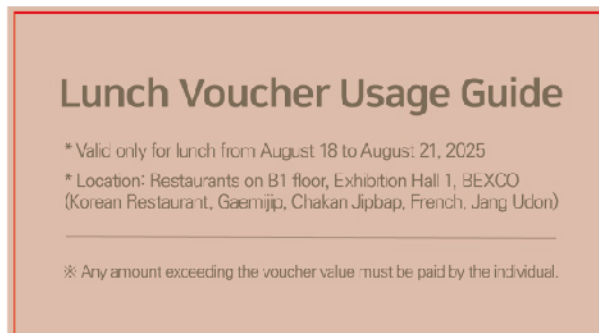 Lunch Voucher Usage Guide
* Valid only for lunch from August 18 to August 21, 2025
* Location: Restaurants on B1 floor, Exhibition Hall 1, BEXCO
(Korean Restaurant, Gaemijip, Chakan Jipbap, French, Jang Udon)
※ Any amount exceeding the voucher value must be paid by the individual.